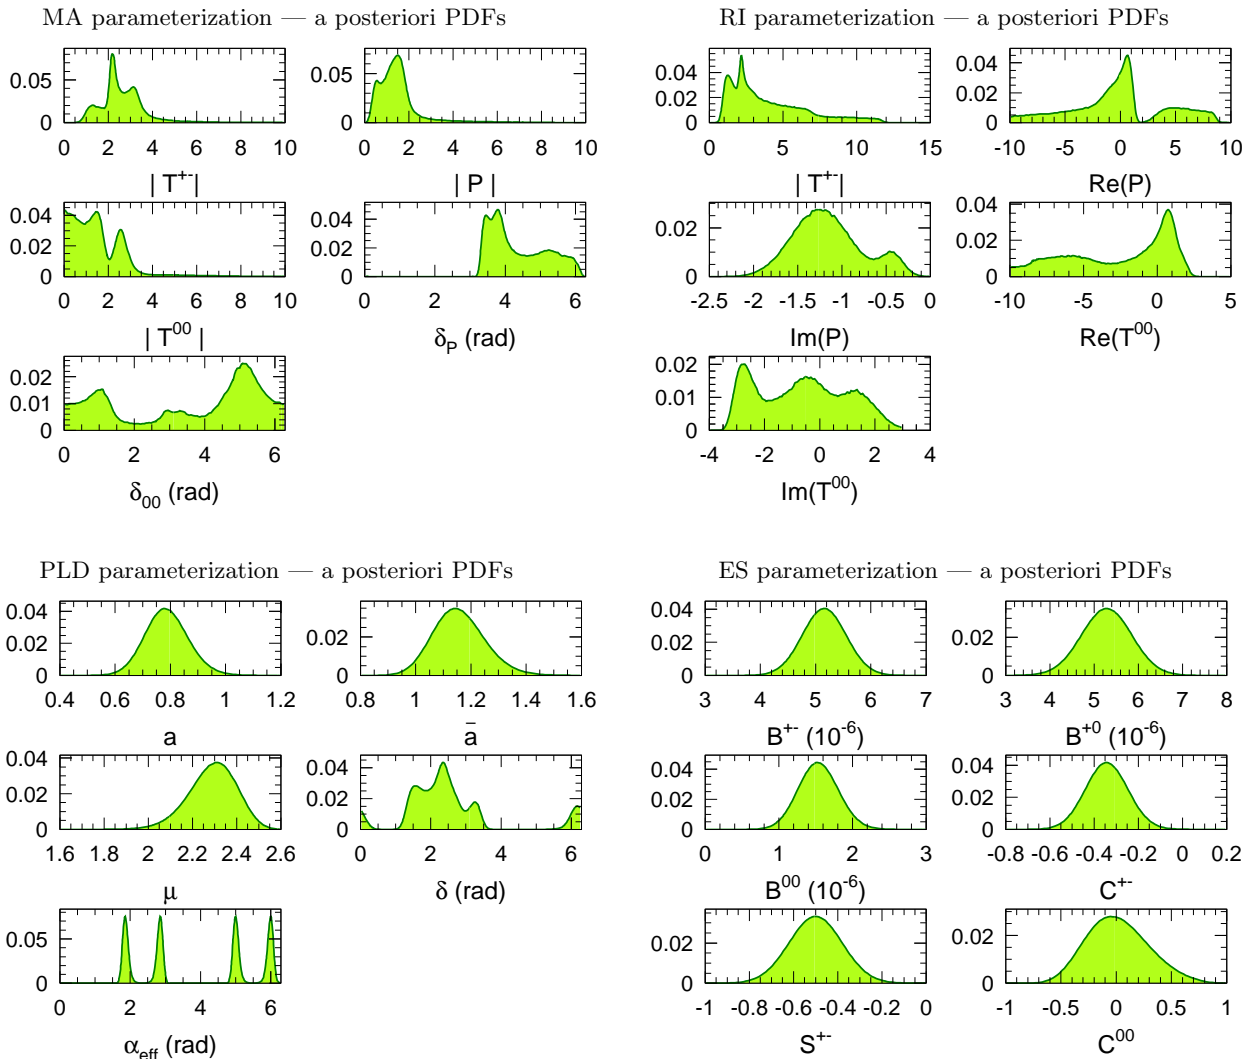 MA parameterization — a posteriori PDFs
0.05
0
0 2 4 6 8 10
| T+-|
0.05
0
0 2 4 6 8 10
| P |
0.04
0.02
0
0 2 4 6 8 10
| T00 |
0.04
0.02
0
0 2 4 6
δP (rad)
0.02
0.01
0
0 2 4 6
δ00 (rad)
RI parameterization — a posteriori PDFs
0.04
0.02
0
0 5 10 15
| T+-|
0.04
0.02
0
-10 -5 0 5 10
Re(P)
0.02
0
-2.5 -2 -1.5 -1 -0.5 0
Im(P)
0.04
0.02
0
-10 -5 0 5
Re(T00)
0.02
0.01
0
-4 -2 0 2 4
Im(T00)
PLD parameterization — a posteriori PDFs
0.04
0.02
0
0.4 0.6 0.8 1 1.2
a
0.02
0
0.8 1 1.2 1.4 1.6
ā
0.04
0.02
0
1.6 1.8 2 2.2 2.4 2.6
μ
0.04
0.02
0
0 2 4 6
δ (rad)
0.05
0
0 2 4 6
αeff (rad)
ES parameterization — a posteriori PDFs
0.04
0.02
0
3 4 5 6 7
B+- (10-6)
0.02
0
3 4 5 6 7 8
B+0 (10-6)
0.04
0.02
0
0 1 2 3
B00 (10-6)
0.04
0.02
0
-0.8 -0.6 -0.4 -0.2 0 0.2
C+-
0.02
0
-1 -0.8 -0.6 -0.4 -0.2 0
S+-
0.02
0
-1 -0.5 0 0.5 1
C00